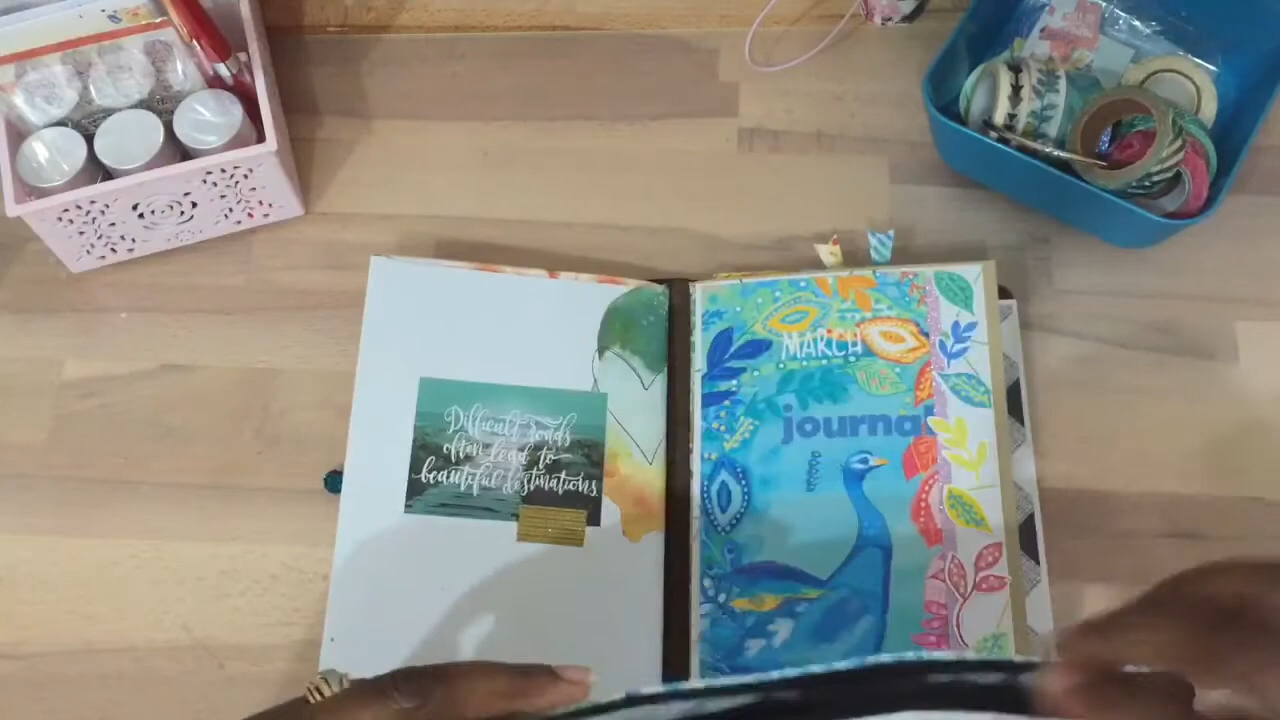 Difficult roads
often lead to
beautiful destinations
MARCH
journal